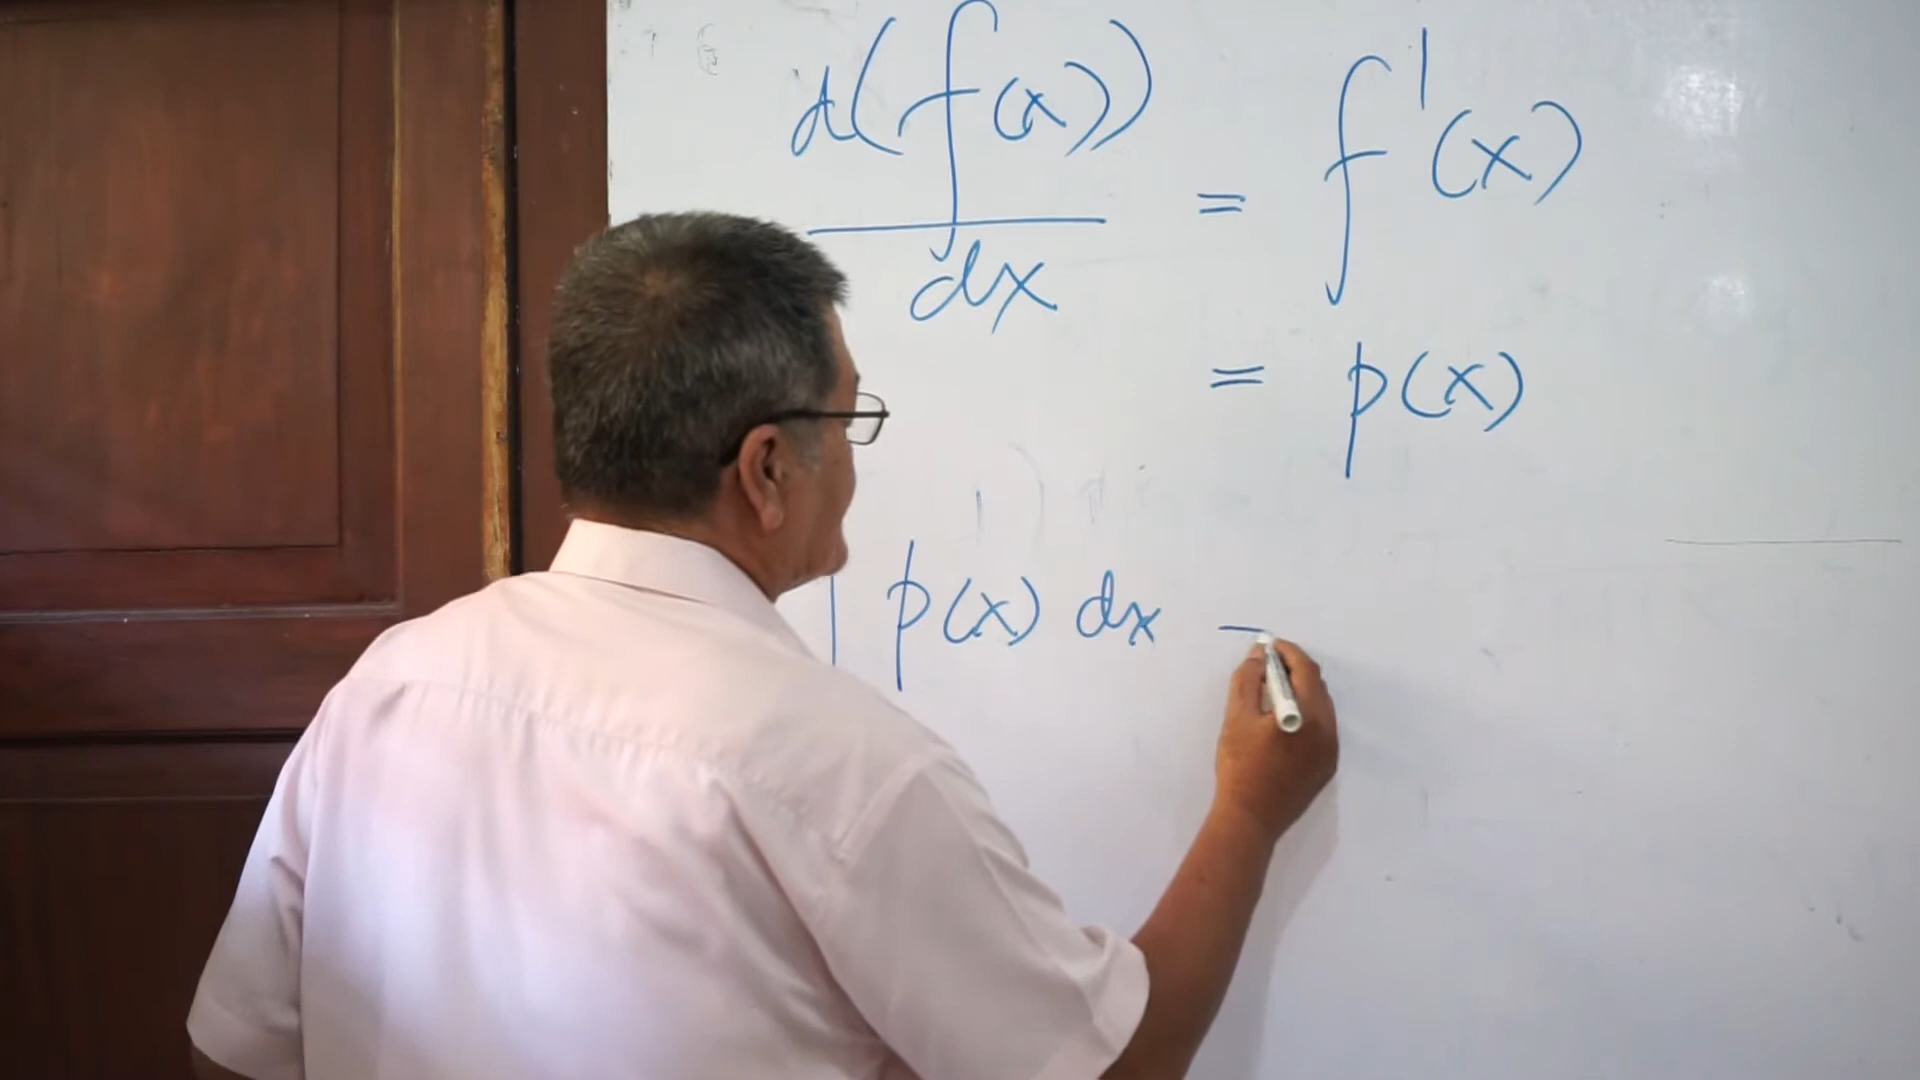 d(f(x))
dx
= f'(x)
= p(x)
∫ p(x) dx